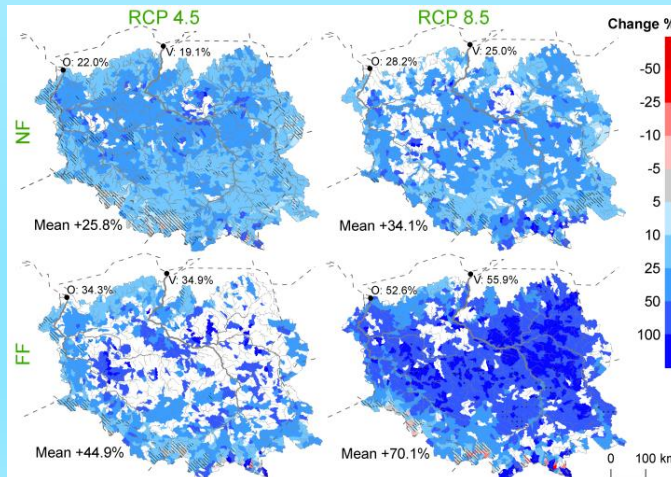 RCP 4.5
RCP 8.5
Change %
NF
O: 22.0%
V: 19.1%
Mean +25.8%
O: 28.2%
V: 25.0%
Mean +34.1%
FF
O: 34.3%
V: 34.9%
Mean +44.9%
O: 52.6%
V: 55.9%
Mean +70.1%
-50
-25
-10
-5
5
10
25
50
100
0 100 km